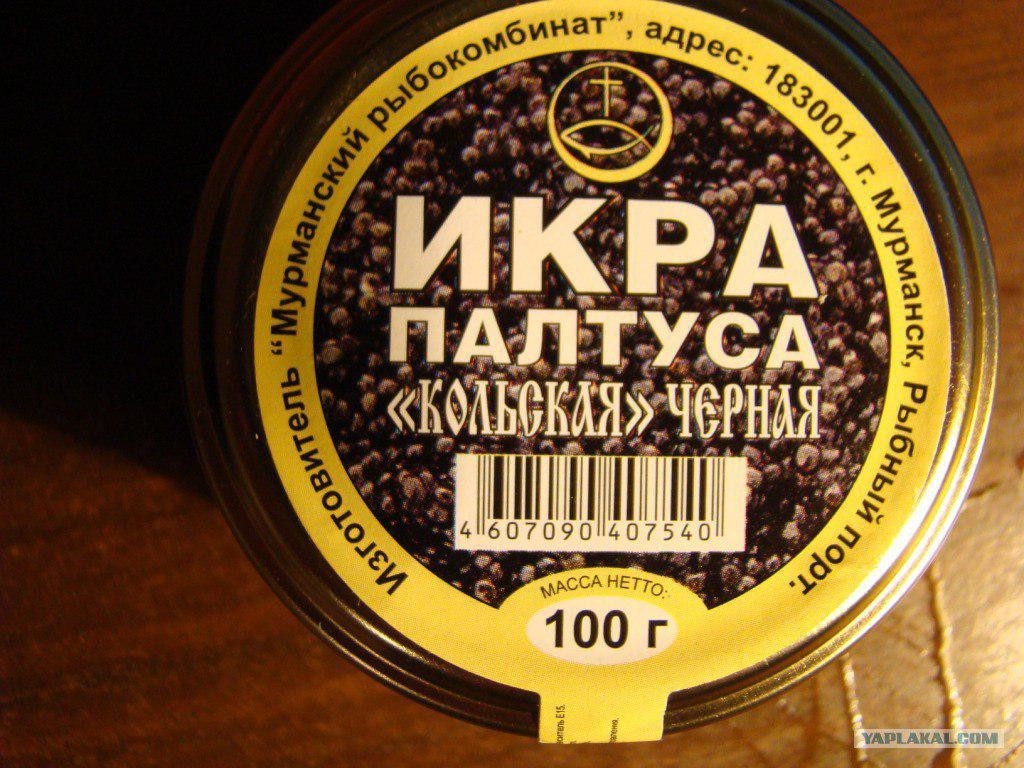 Изготовитель "Мурманский рыбокомбинат", адрес: 183001, г. Мурманск, Рыбный порт.
ИКРА
ПАЛТУСА
«КОЛЬСКАЯ» ЧЕРНАЯ
4 607090 407540
МАССА НЕТТО:
100 г
YAPLAKAL.COM